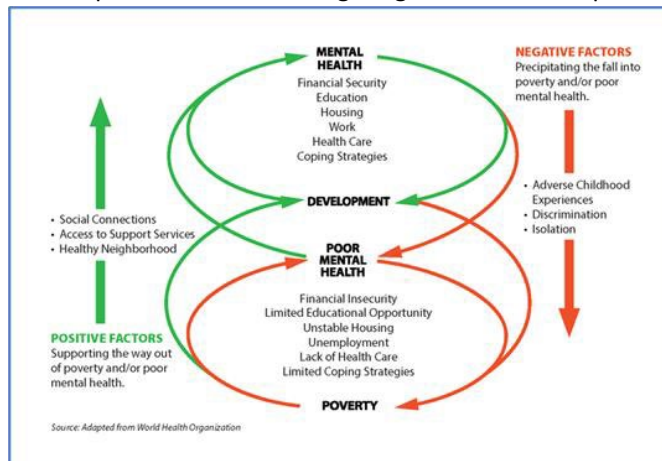 MENTAL
HEALTH
Financial Security
Education
Housing
Work
Health Care
Coping Strategies
NEGATIVE FACTORS
Precipitating the fall into
poverty and/or poor
mental health.
DEVELOPMENT
• Social Connections
• Access to Support Services
• Healthy Neighborhood
• Adverse Childhood
Experiences
• Discrimination
• Isolation
POOR
MENTAL
HEALTH
Financial Insecurity
Limited Educational Opportunity
Unstable Housing
Unemployment
Lack of Health Care
Limited Coping Strategies
POSITIVE FACTORS
Supporting the way out
of poverty and/or poor
mental health.
POVERTY
Source: Adapted from World Health Organization